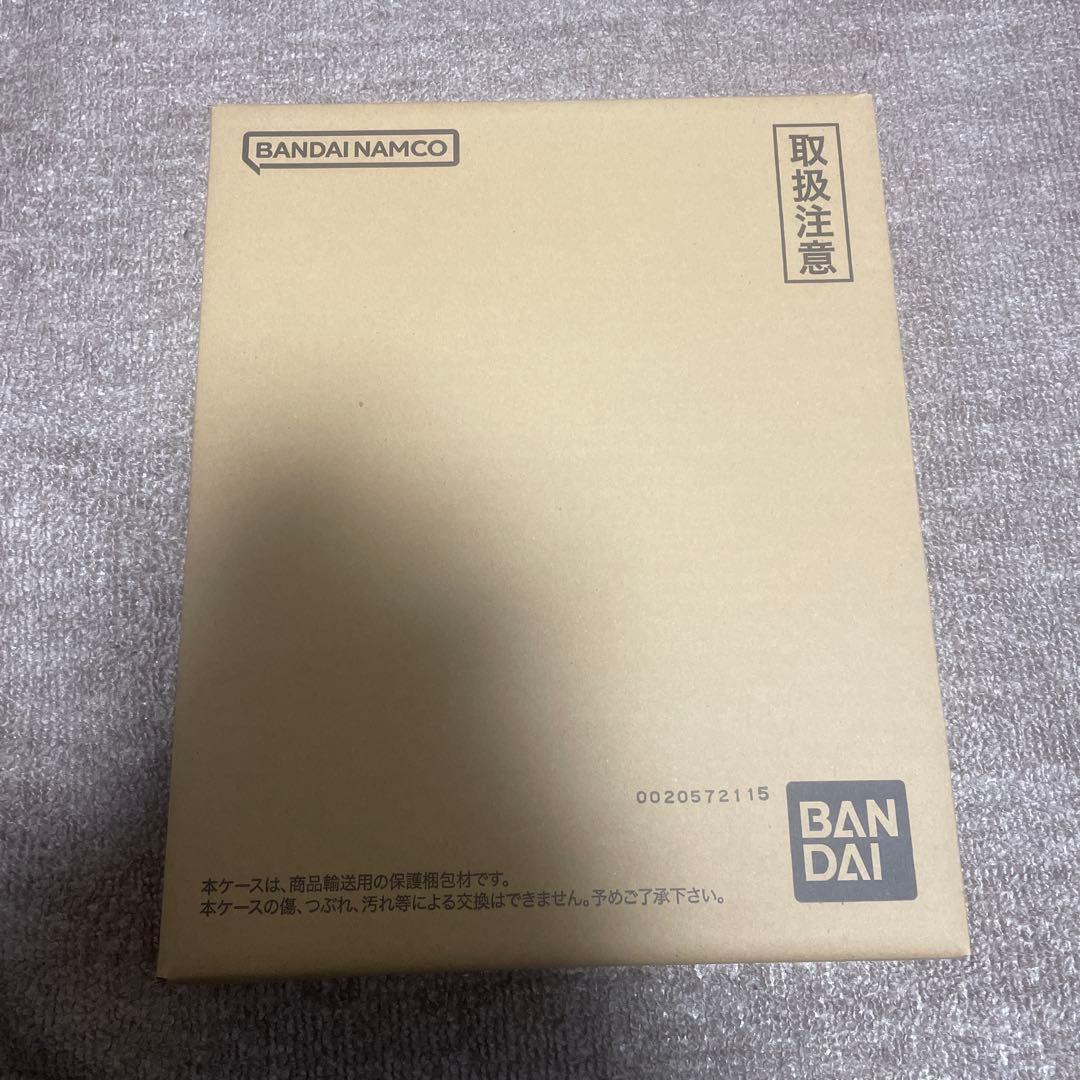 BANDAI NAMCO
取扱注意
0020572115
BAN
DAI
本ケースは、商品輸送用の保護梱包材です。
本ケースの傷、つぶれ、汚れ等による交換はできません。予めご了承下さい。